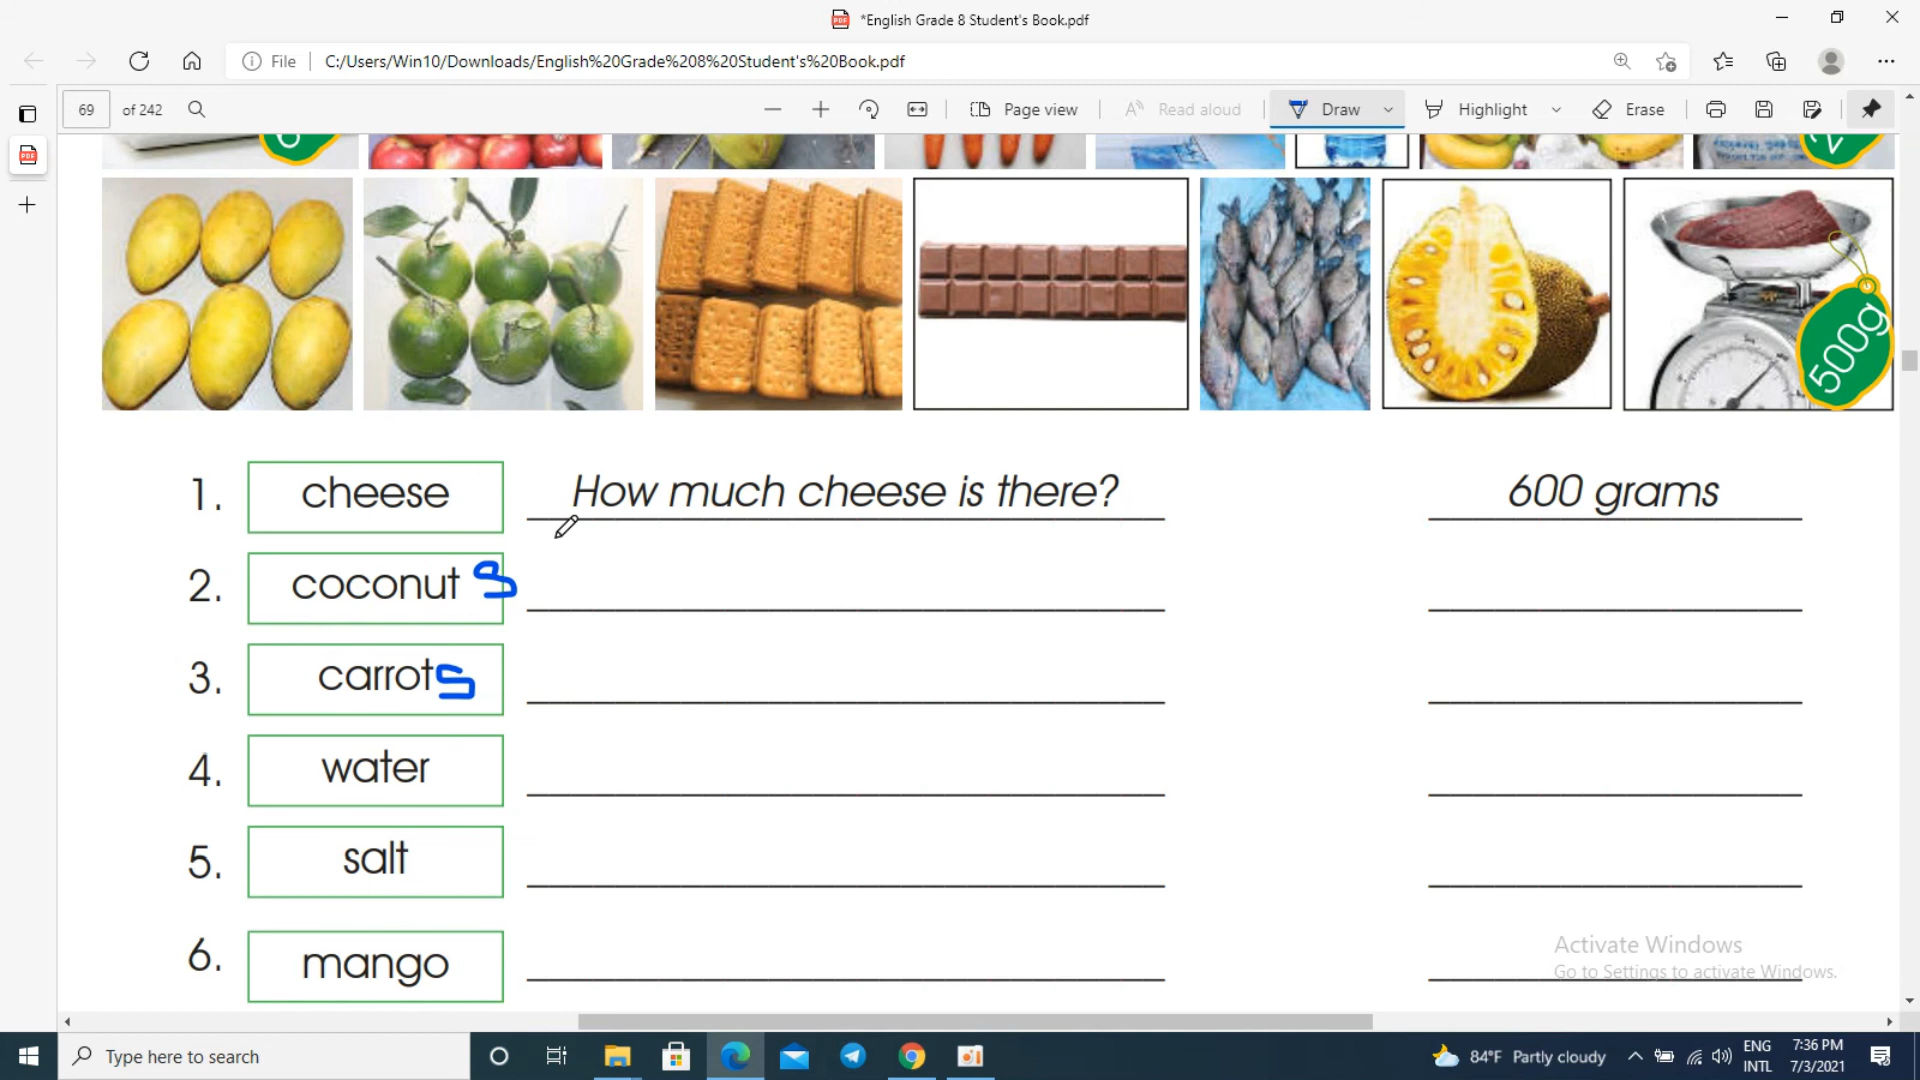 *English Grade 8 Student's Book.pdf
File C:/Users/Win10/Downloads/English%20Grade%208%20Student's%20Book.pdf
69 of 242 Page view Read aloud Draw Highlight Erase
500g
1. cheese How much cheese is there? 600 grams
2. coconut s
3. carrots
4. water
5. salt
6. mango
Activate Windows
Go to Settings to activate Windows.
Type here to search 84°F Partly cloudy ENG 7:36 PM
INTL 7/3/2021